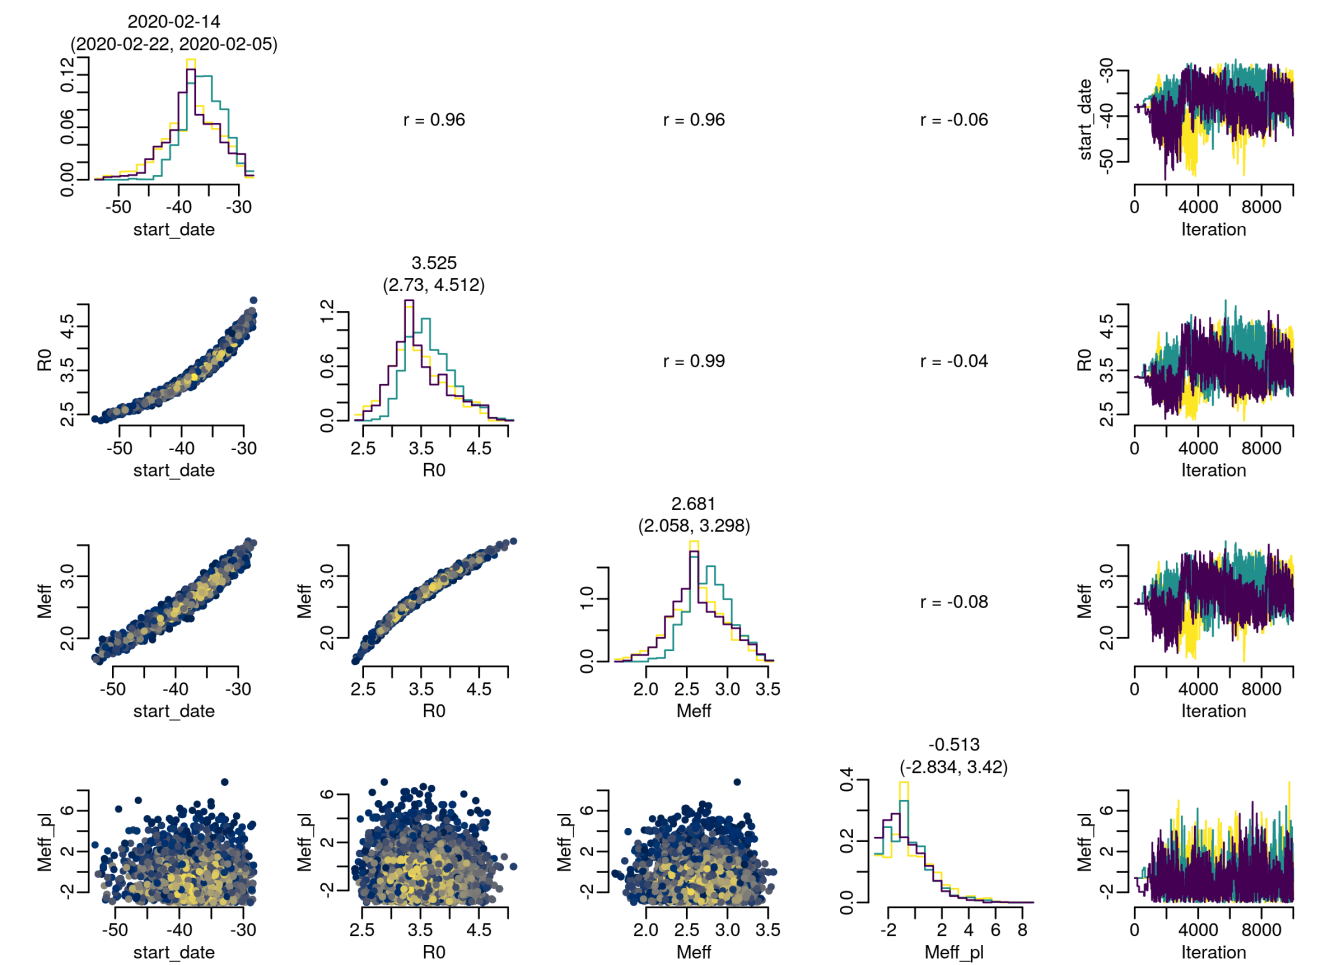 2020-02-14
(2020-02-22, 2020-02-05)
0.00 0.06 0.12
-50 -40 -30
start_date
r = 0.96
r = 0.96
r = -0.06
start_date
-50 -40 -30
0 4000 8000
Iteration
R0
2.5 3.5 4.5
-50 -40 -30
start_date
3.525
(2.73, 4.512)
0.0 0.6 1.2
2.5 3.5 4.5
R0
r = 0.99
r = -0.04
R0
2.5 3.5 4.5
0 4000 8000
Iteration
Meff
2.0 3.0
-50 -40 -30
start_date
Meff
2.0 3.0
2.5 3.5 4.5
R0
2.681
(2.058, 3.298)
0.0 1.0
2.0 2.5 3.0 3.5
Meff
r = -0.08
Meff
2.0 3.0
0 4000 8000
Iteration
Meff_pl
-2 2 6
-50 -40 -30
start_date
Meff_pl
-2 2 6
2.5 3.5 4.5
R0
Meff_pl
-2 2 6
2.0 2.5 3.0 3.5
Meff
-0.513
(-2.834, 3.42)
0.0 0.2 0.4
-2 0 2 4 6 8
Meff_pl
Meff_pl
-2 2 6
0 4000 8000
Iteration